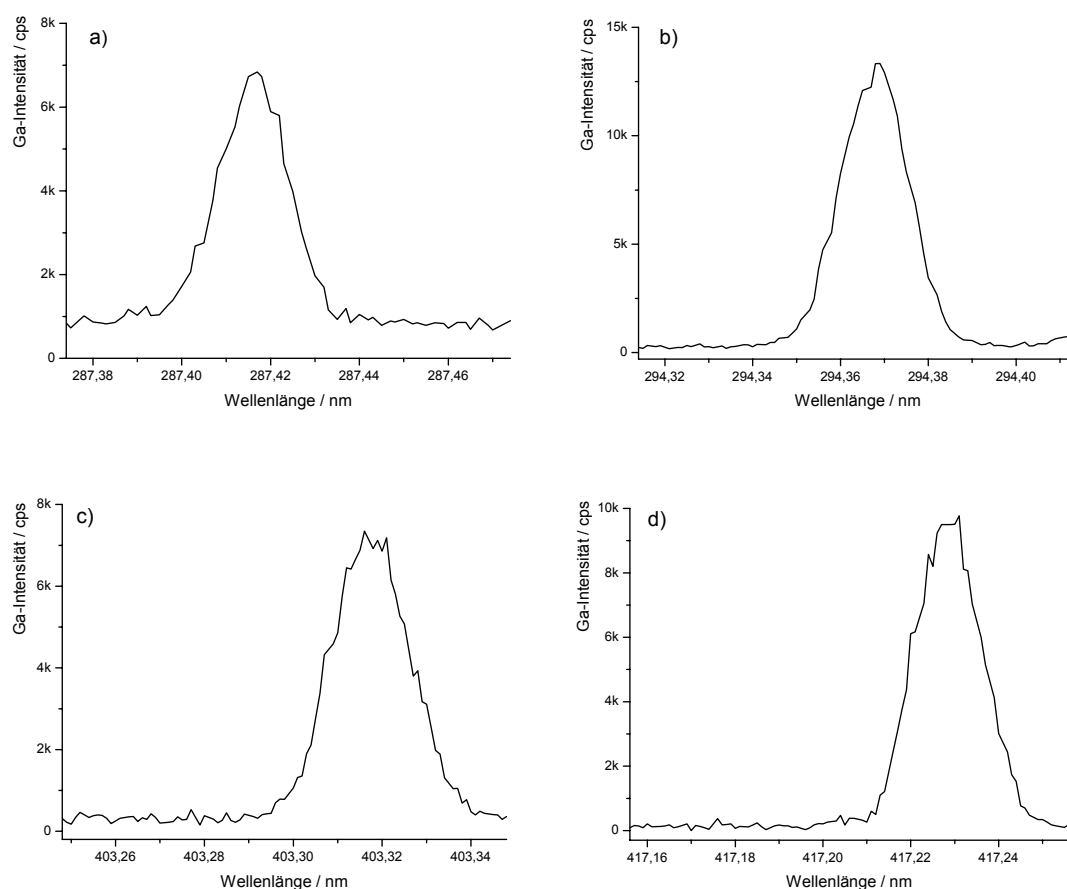 a)
Ga-Intensität / cps
8k
6k
4k
2k
0
287,38 287,40 287,42 287,44 287,46
Wellenlänge / nm
b)
Ga-Intensität / cps
15k
10k
5k
0
294,32 294,34 294,36 294,38 294,40
Wellenlänge / nm
c)
Ga-Intensität / cps
8k
6k
4k
2k
0
403,26 403,28 403,30 403,32 403,34
Wellenlänge / nm
d)
Ga-Intensität / cps
10k
8k
6k
4k
2k
0
417,16 417,18 417,20 417,22 417,24
Wellenlänge / nm